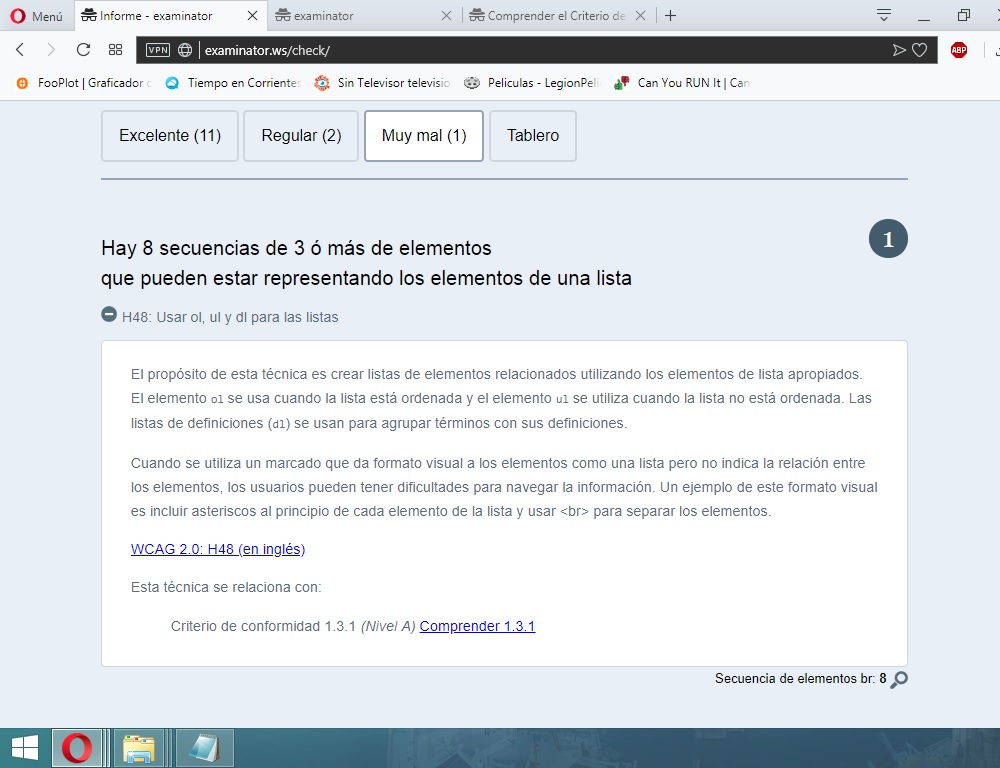 Menú
Informe - examinator
examinator
Comprender el Criterio de
VPN
examinator.ws/check/
ABP
FooPlot | Graficador
Tiempo en Corrientes
Sin Televisor televisio
Películas - LegionPeli
Can You RUN It | Can
Excelente (11)
Regular (2)
Muy mal (1)
Tablero
Hay 8 secuencias de 3 ó más de elementos
que pueden estar representando los elementos de una lista
1
H48: Usar ol, ul y dl para las listas
El propósito de esta técnica es crear listas de elementos relacionados utilizando los elementos de lista apropiados.
El elemento ol se usa cuando la lista está ordenada y el elemento ul se utiliza cuando la lista no está ordenada. Las
listas de definiciones (dl) se usan para agrupar términos con sus definiciones.
Cuando se utiliza un marcado que da formato visual a los elementos como una lista pero no indica la relación entre
los elementos, los usuarios pueden tener dificultades para navegar la información. Un ejemplo de este formato visual
es incluir asteriscos al principio de cada elemento de la lista y usar <br> para separar los elementos.
WCAG 2.0: H48 (en inglés)
Esta técnica se relaciona con:
Criterio de conformidad 1.3.1 (Nivel A) Comprender 1.3.1
Secuencia de elementos br: 8